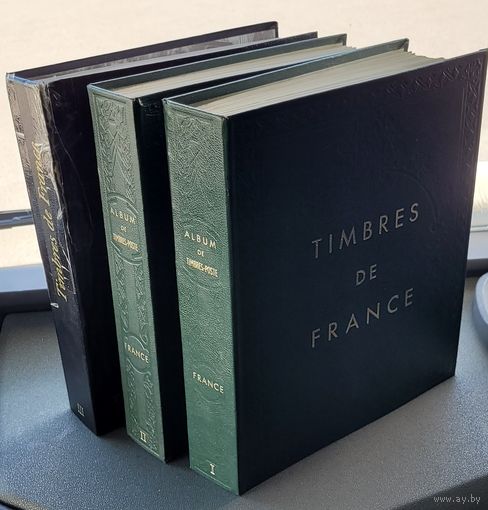 Timbres de France
III
ALBUM
DE
TIMBRES-POSTE
FRANCE
II
ALBUM
DE
TIMBRES-POSTE
FRANCE
I
TIMBRES
DE
FRANCE
www.ay.by